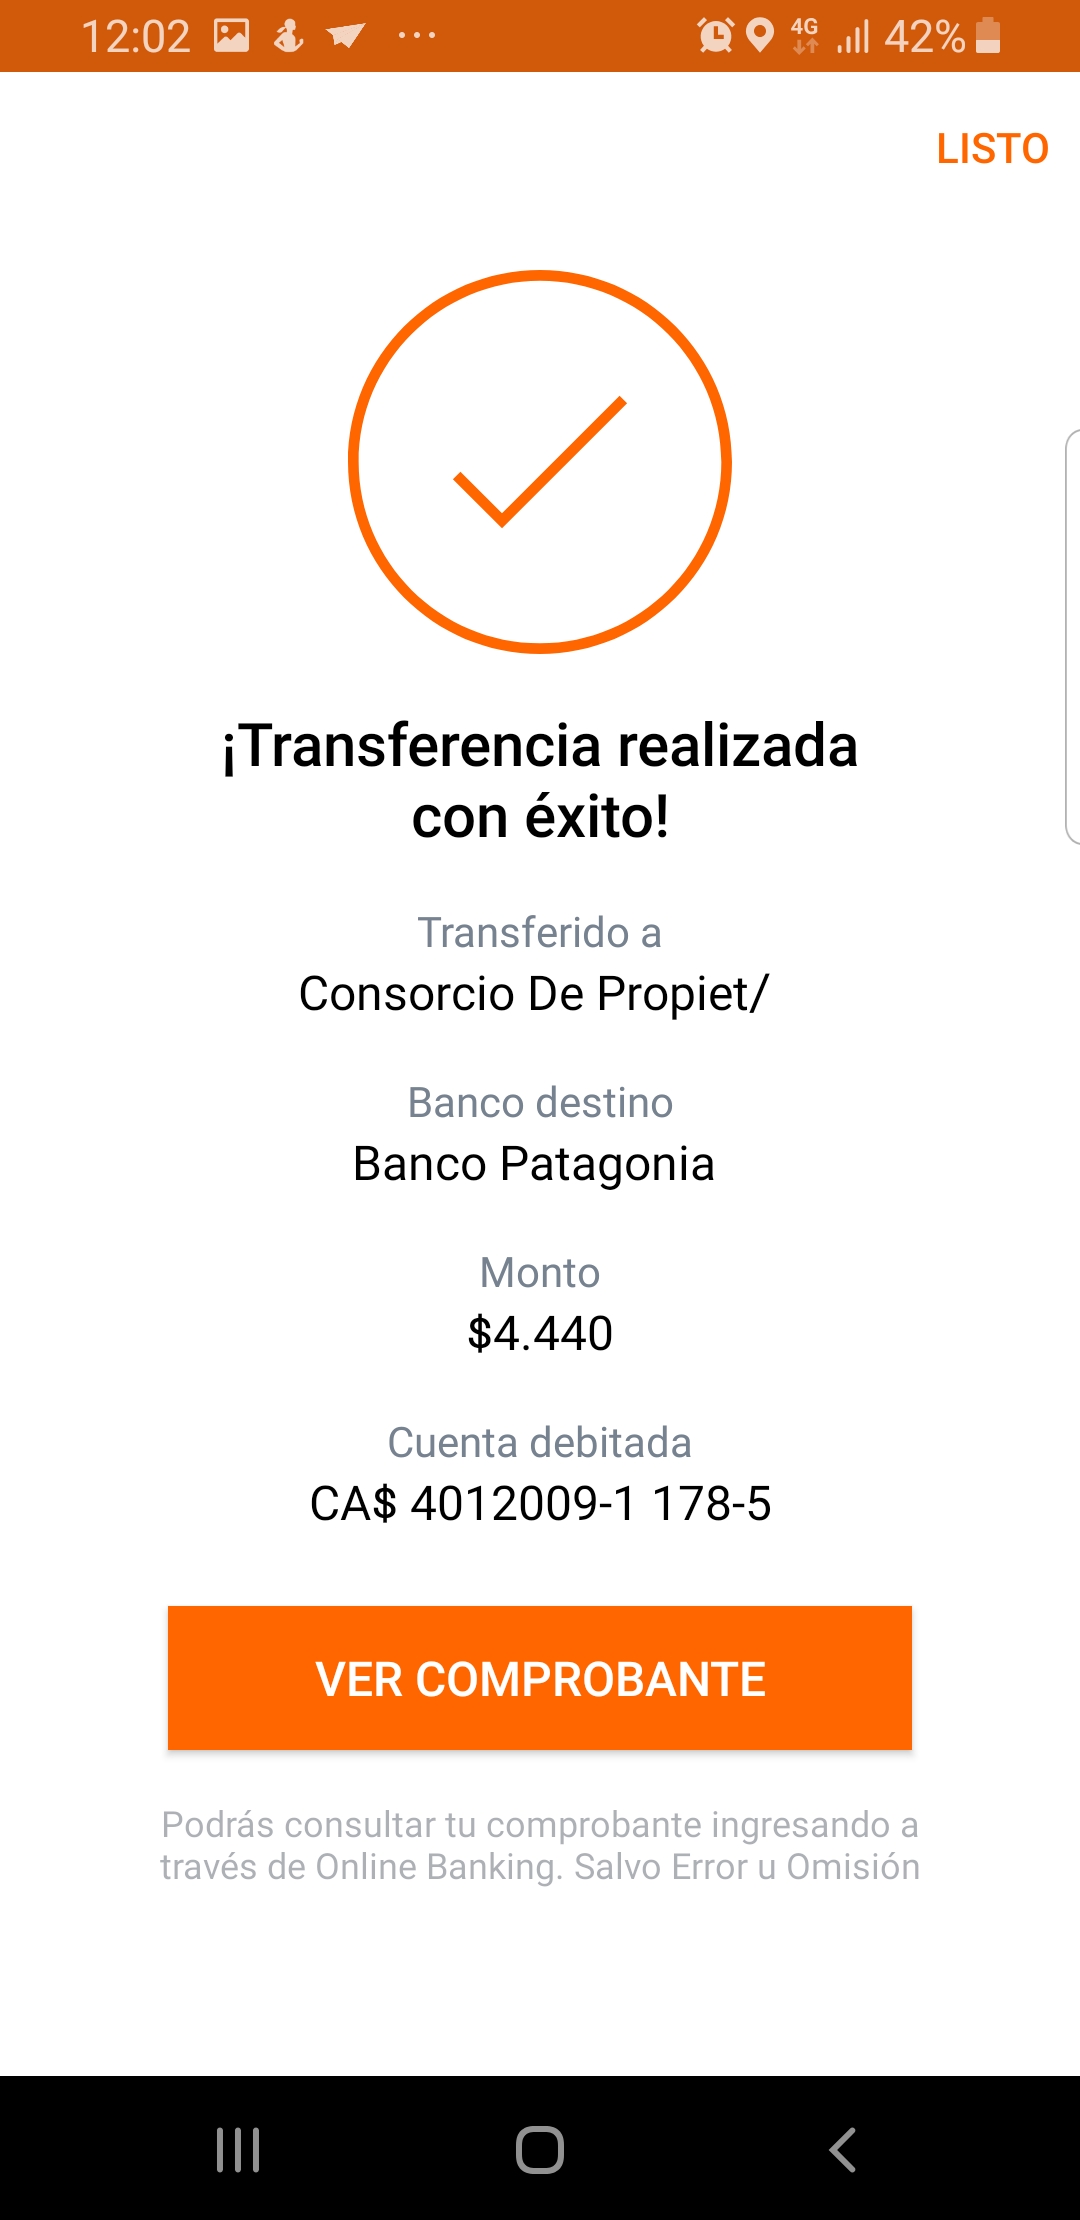 12:02 ... 4G 42%
LISTO
¡Transferencia realizada
con éxito!
Transferido a
Consorcio De Propiet/
Banco destino
Banco Patagonia
Monto
$4.440
Cuenta debitada
CA$ 4012009-1 178-5
VER COMPROBANTE
Podrás consultar tu comprobante ingresando a
través de Online Banking. Salvo Error u Omisión